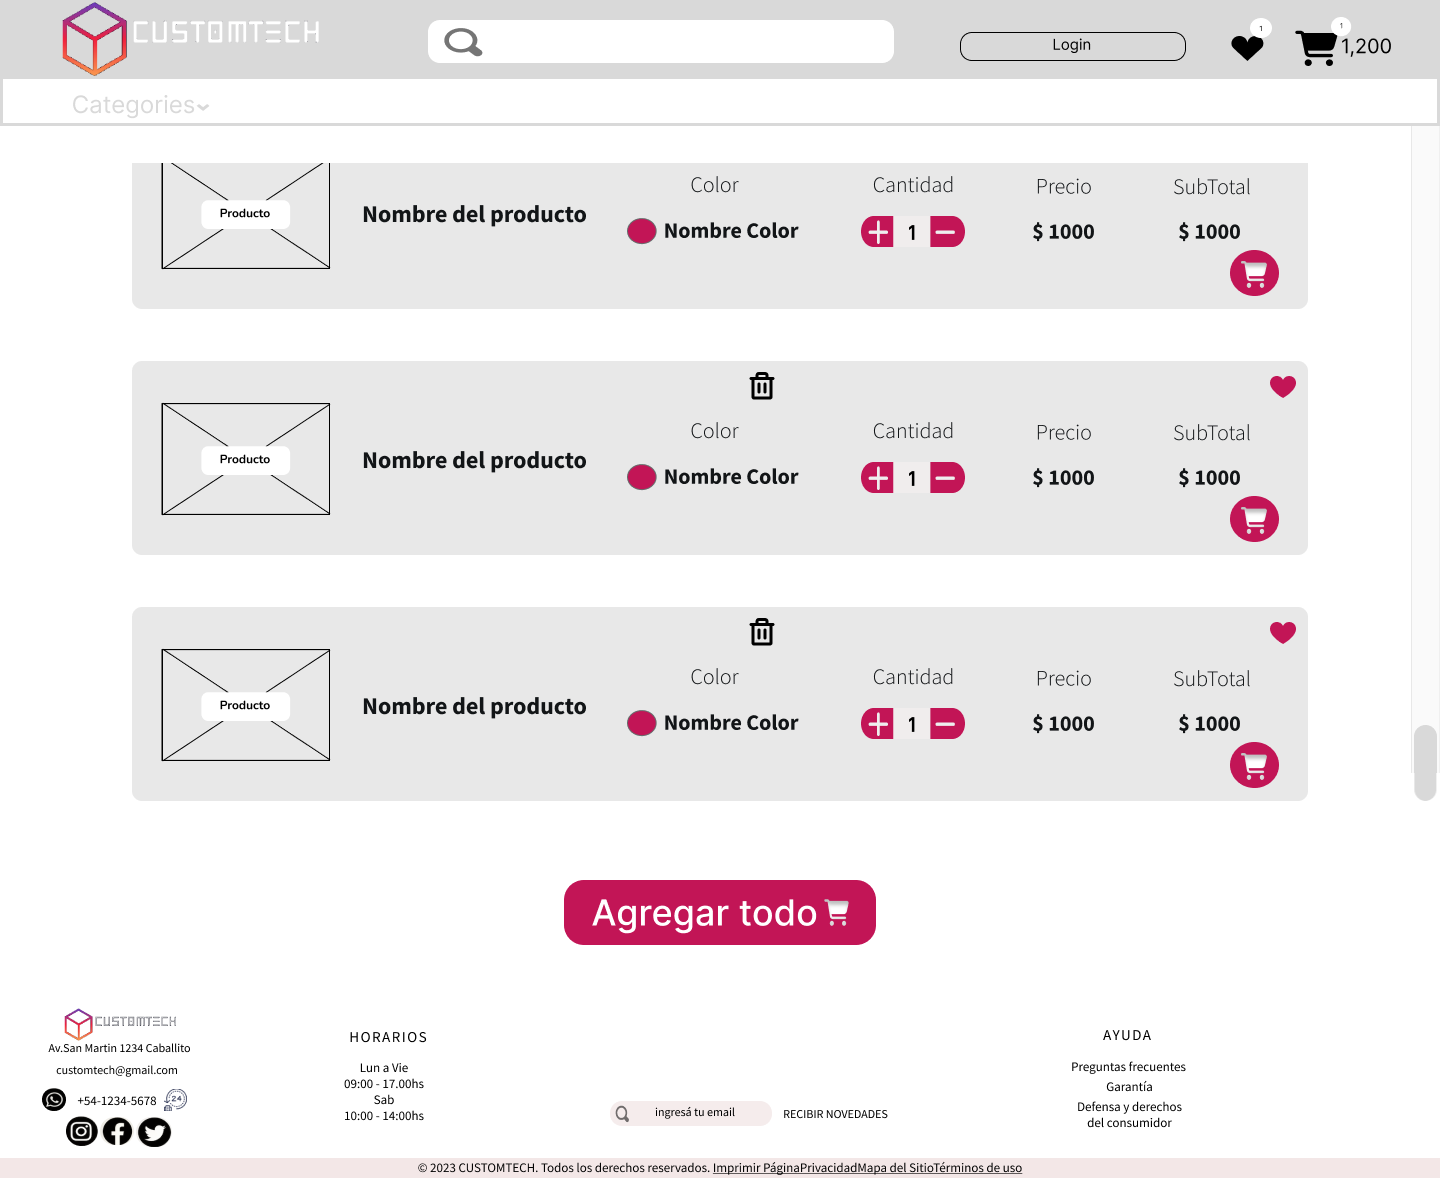 CUSTOMTECH
Login
1
1
1,200
Categories
Producto
Nombre del producto
Color
Nombre Color
Cantidad
1
Precio
$ 1000
SubTotal
$ 1000
Producto
Nombre del producto
Color
Nombre Color
Cantidad
1
Precio
$ 1000
SubTotal
$ 1000
Producto
Nombre del producto
Color
Nombre Color
Cantidad
1
Precio
$ 1000
SubTotal
$ 1000
Agregar todo
CUSTOMTECH
Av.San Martin 1234 Caballito
customtech@gmail.com
+54-1234-5678
24
HORARIOS
Lun a Vie
09:00 - 17.00hs
Sab
10:00 - 14:00hs
ingresá tu email
RECIBIR NOVEDADES
AYUDA
Preguntas frecuentes
Garantía
Defensa y derechos
del consumidor
© 2023 CUSTOMTECH. Todos los derechos reservados. Imprimir PáginaPrivacidadMapa del SitioTérminos de uso